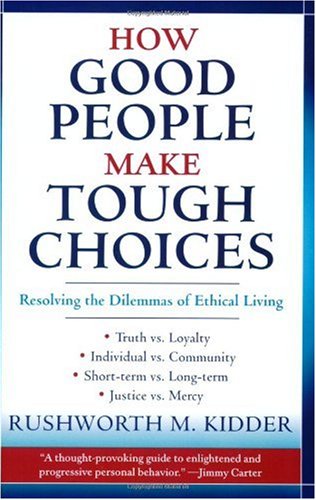 HOW
GOOD
PEOPLE
MAKE
TOUGH
CHOICES
Resolving the Dilemmas of Ethical Living
• Truth vs. Loyalty
• Individual vs. Community
• Short-term vs. Long-term
• Justice vs. Mercy
RUSHWORTH M. KIDDER
"A thought-provoking guide to enlightened and
progressive personal behavior."—Jimmy Carter